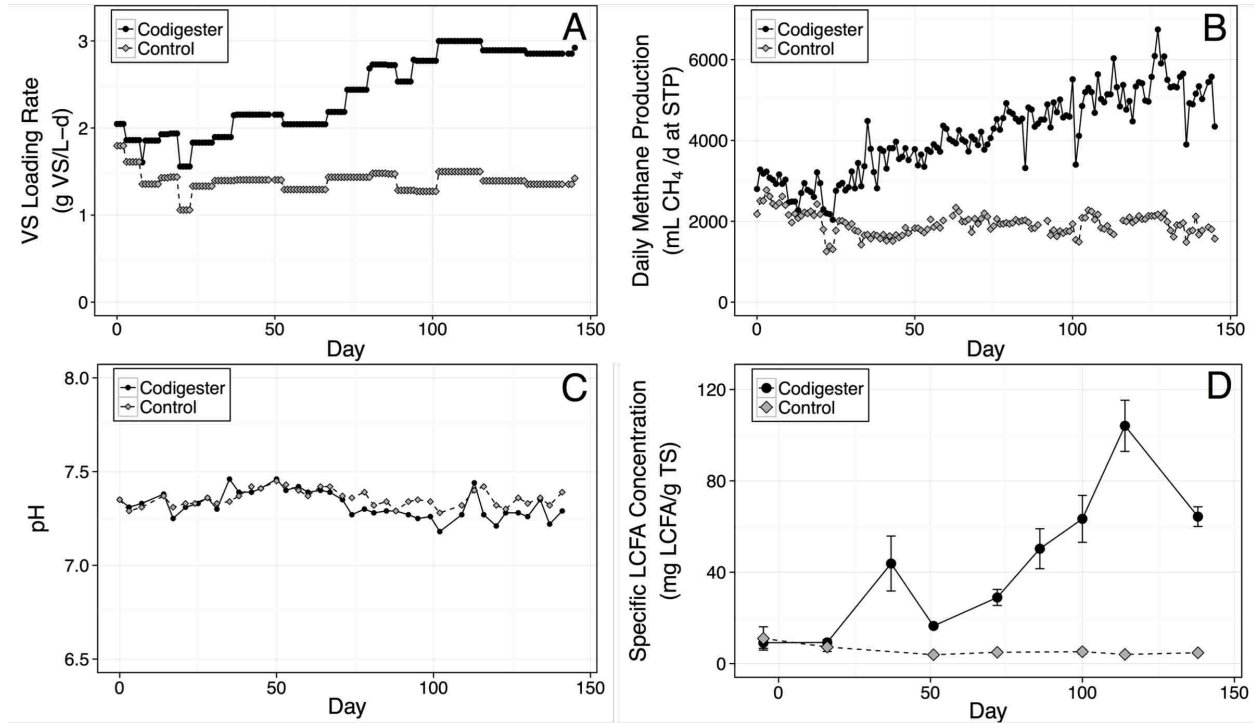 A
Codigester
Control
VS Loading Rate
(g VS/L-d)
3
2
1
0
0 50 100 150
Day
B
Codigester
Control
Daily Methane Production
(mL CH₄ /d at STP)
6000
4000
2000
0
0 50 100 150
Day
C
Codigester
Control
pH
8.0
7.5
7.0
6.5
0 50 100 150
Day
D
Codigester
Control
Specific LCFA Concentration
(mg LCFA/g TS)
120
80
40
0
0 50 100 150
Day